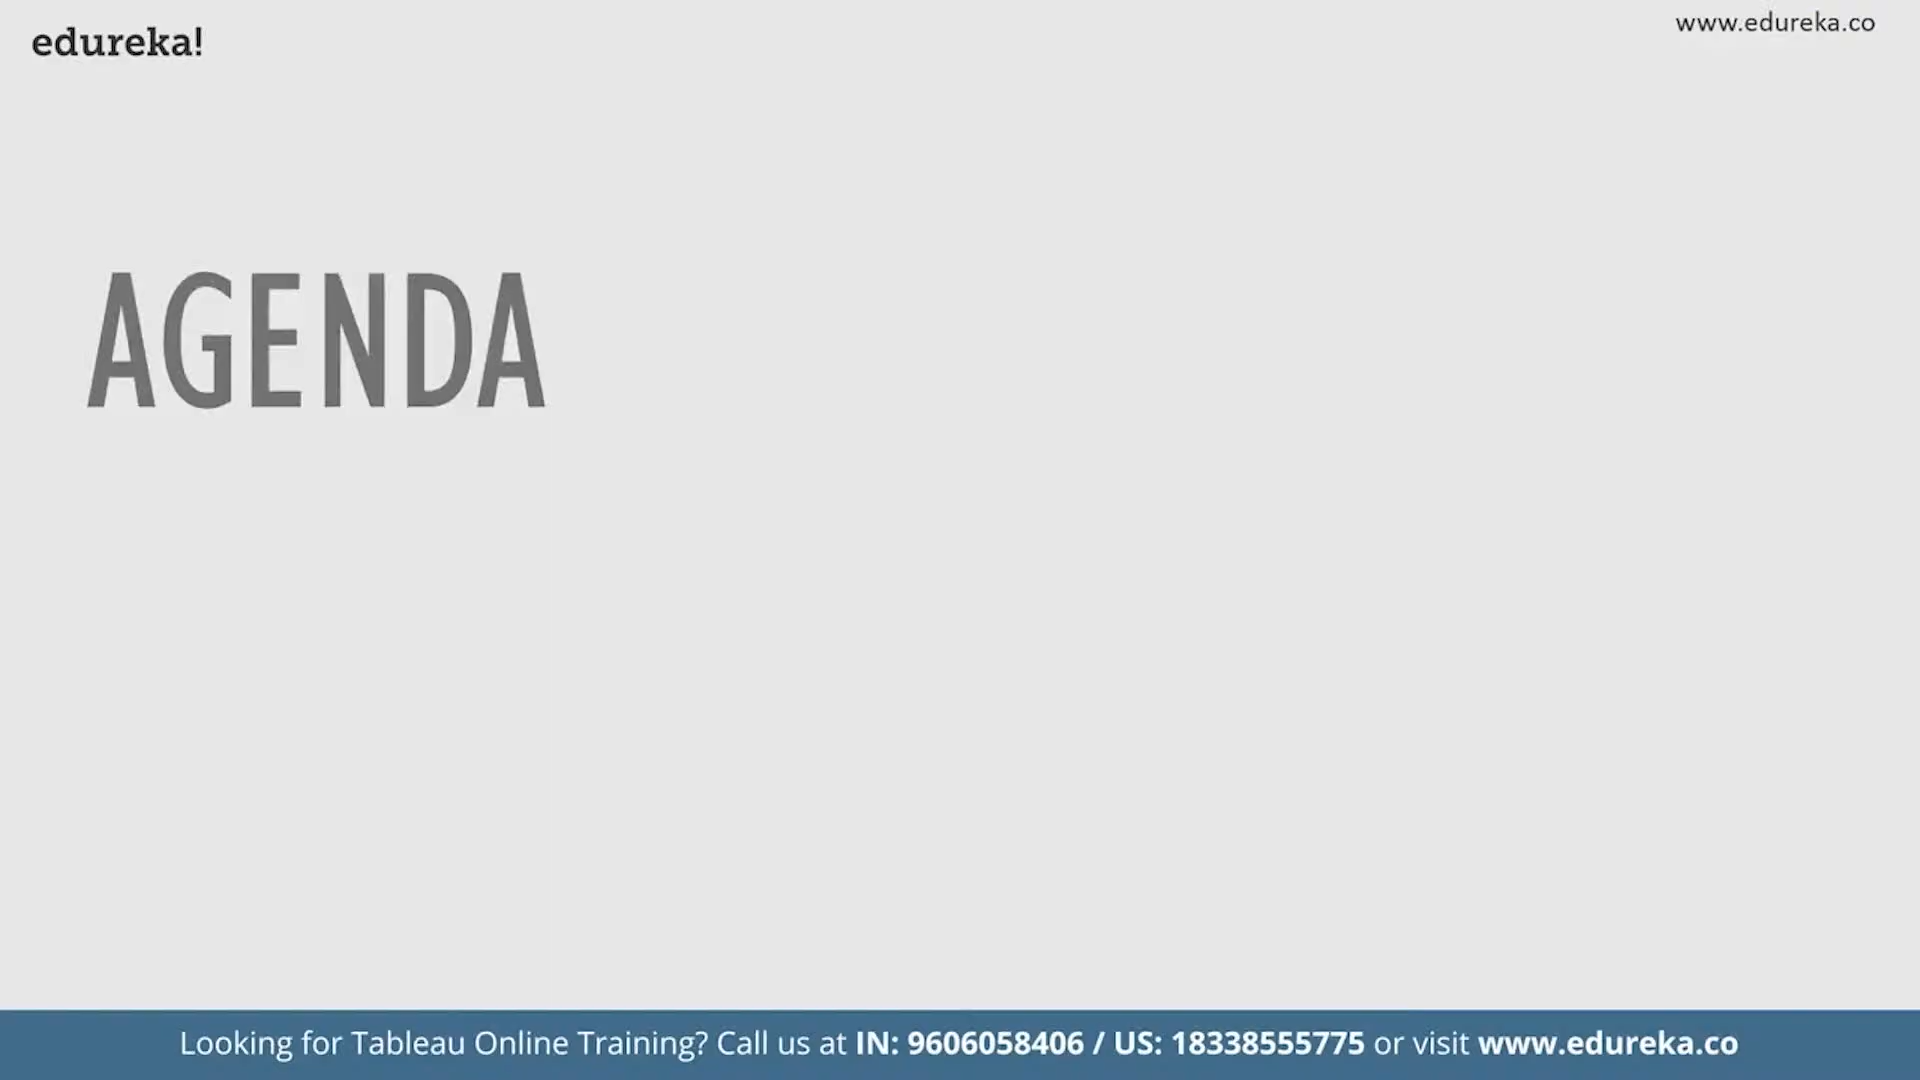 edureka!
www.edureka.co
AGENDA
Looking for Tableau Online Training? Call us at IN: 9606058406 / US: 18338555775 or visit www.edureka.co